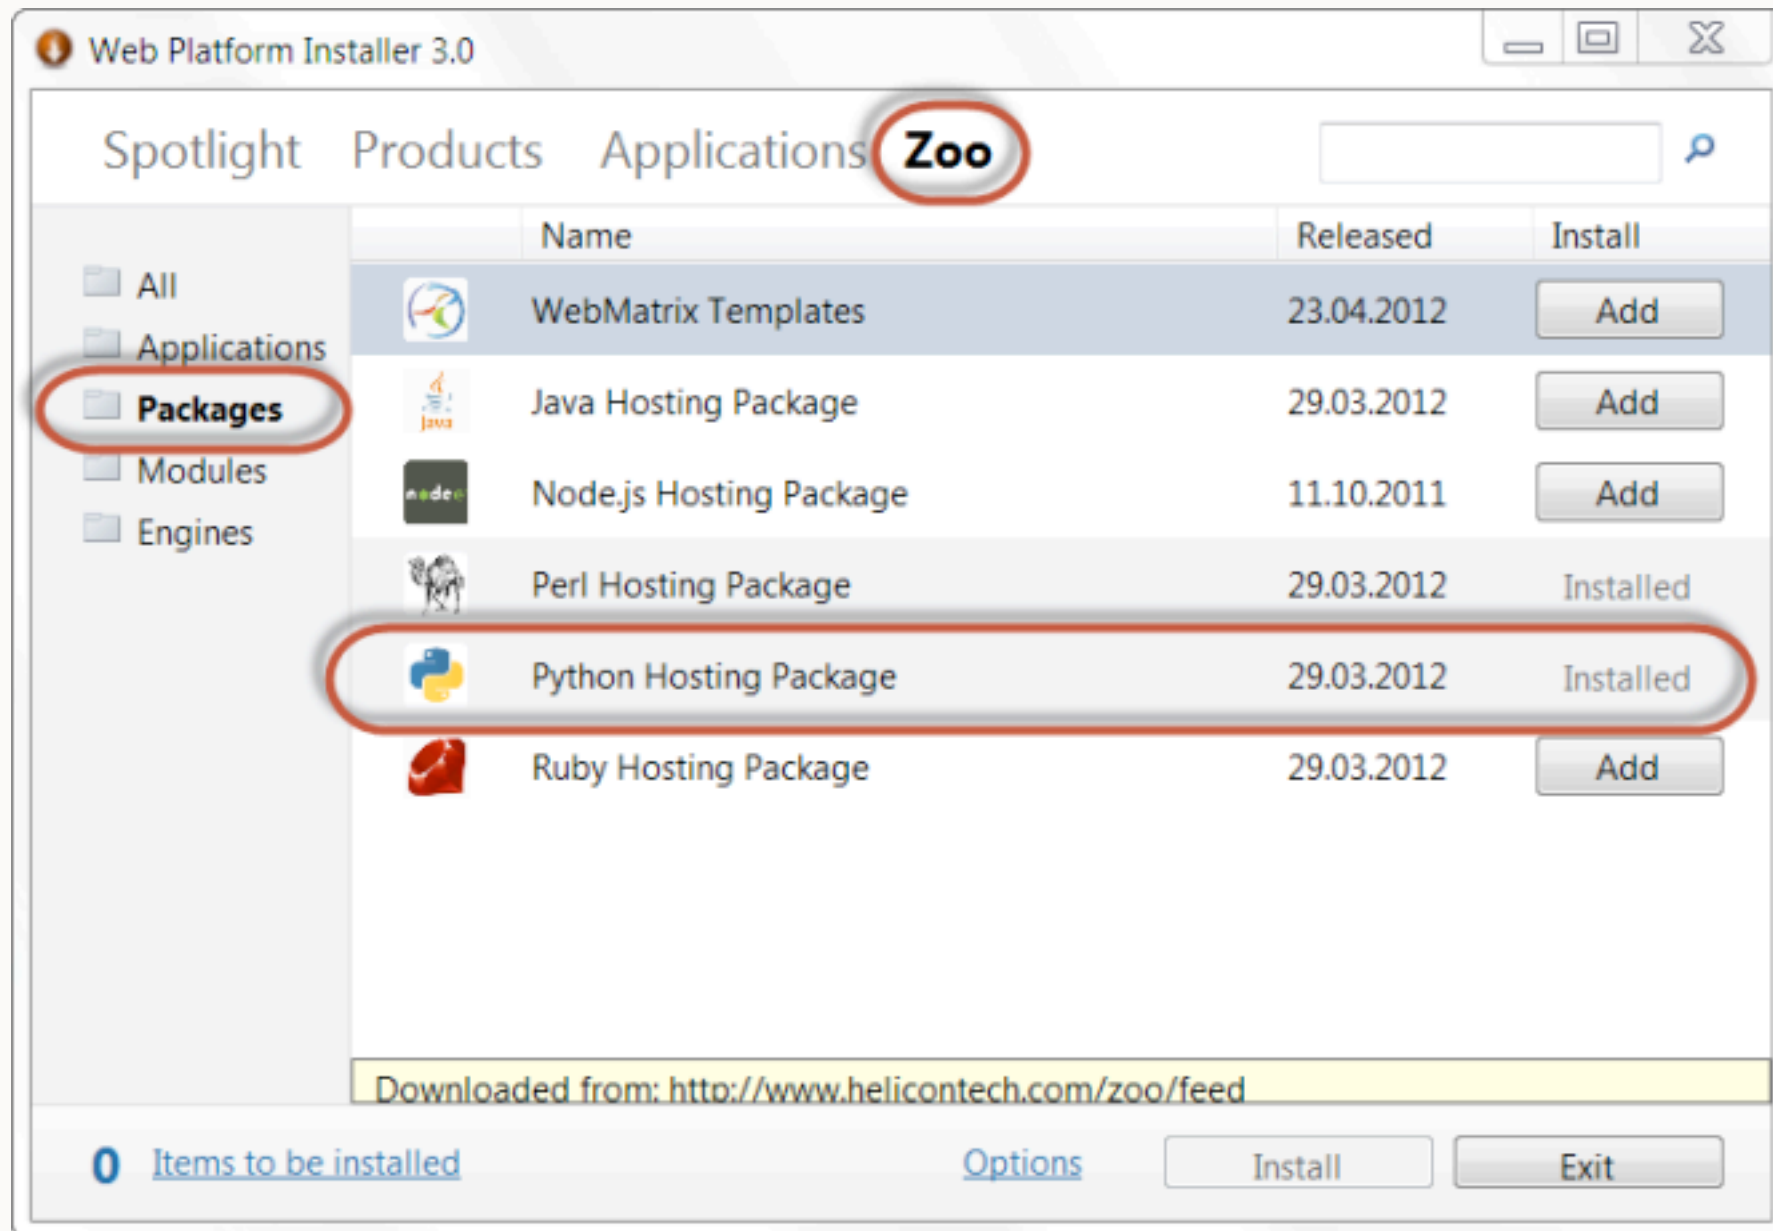 Web Platform Installer 3.0
Spotlight Products Applications Zoo
Name Released Install
All
Applications
Packages
Modules
Engines
WebMatrix Templates 23.04.2012 Add
Java Hosting Package 29.03.2012 Add
Node.js Hosting Package 11.10.2011 Add
Perl Hosting Package 29.03.2012 Installed
Python Hosting Package 29.03.2012 Installed
Ruby Hosting Package 29.03.2012 Add
Java
node
Downloaded from: http://www.helicontech.com/zoo/feed
0 Items to be installed Options Install Exit